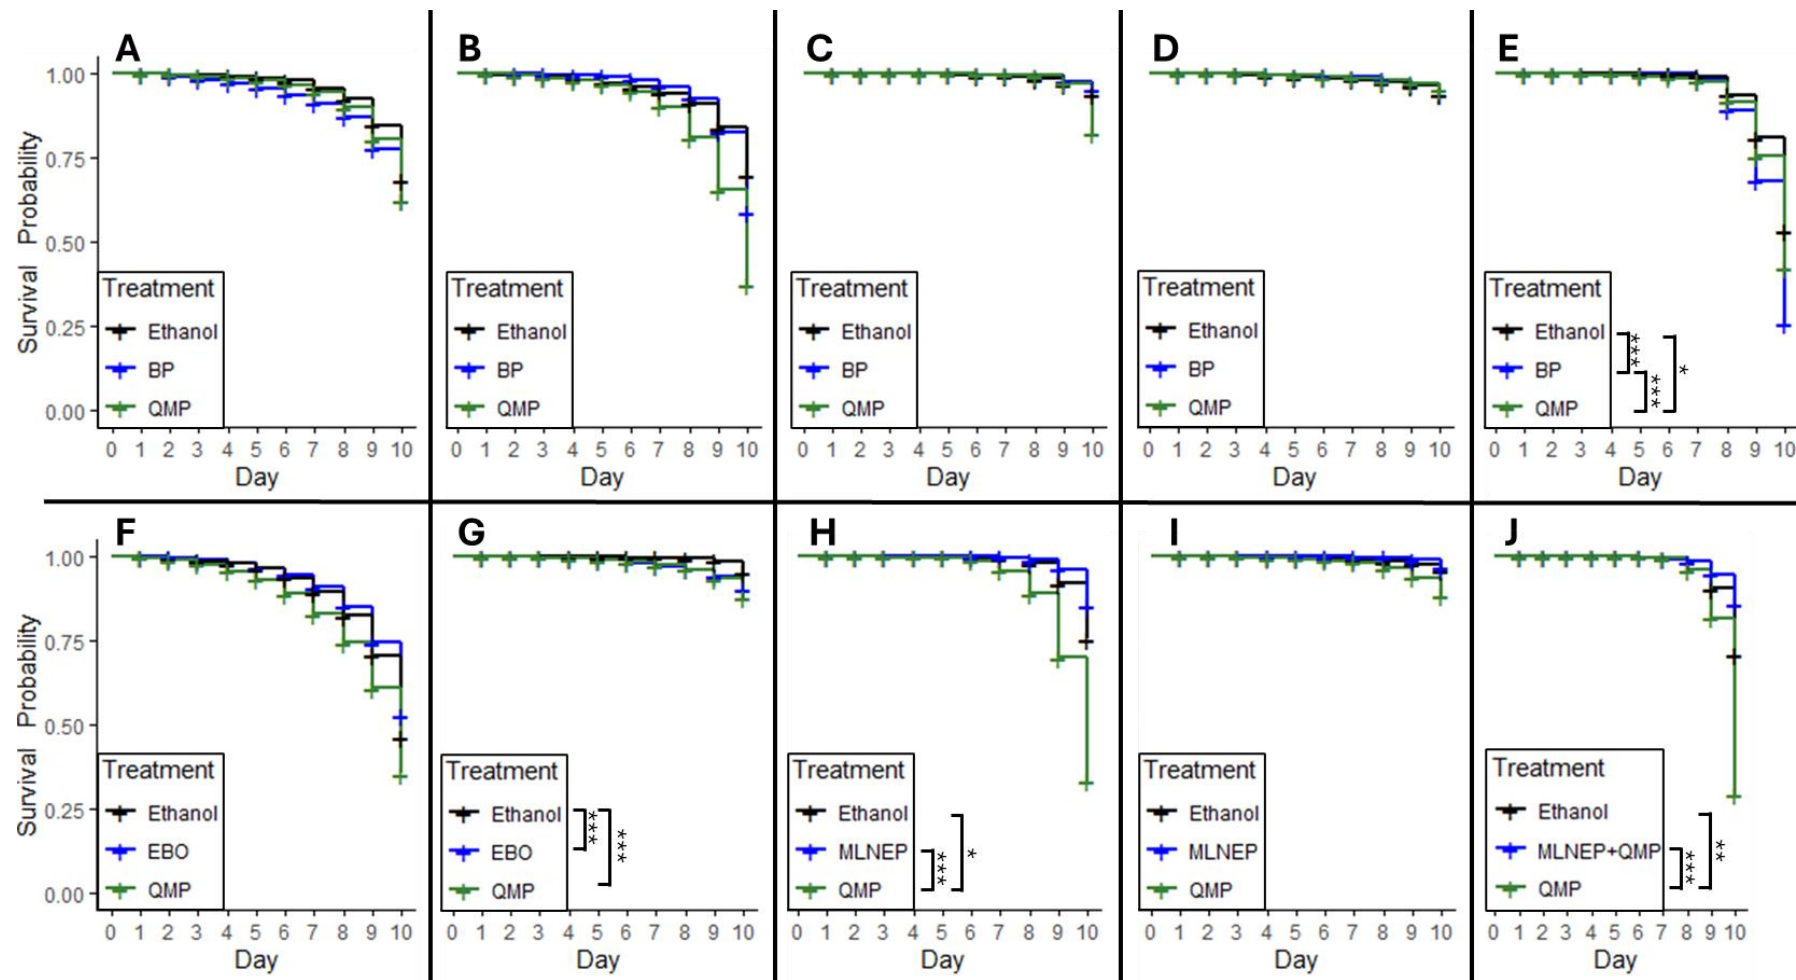 A
B
C
D
E
Survival Probability
1.00
0.75
0.50
0.25
0.00
Treatment
Ethanol
BP
QMP
Treatment
Ethanol
BP
QMP
Treatment
Ethanol
BP
QMP
Treatment
Ethanol
BP
QMP
Treatment
Ethanol
BP
QMP
***
***
*
0 1 2 3 4 5 6 7 8 9 10
0 1 2 3 4 5 6 7 8 9 10
0 1 2 3 4 5 6 7 8 9 10
0 1 2 3 4 5 6 7 8 9 10
0 1 2 3 4 5 6 7 8 9 10
Day
Day
Day
Day
Day
F
G
H
I
J
Survival Probability
1.00
0.75
0.50
0.25
0.00
Treatment
Ethanol
EBO
QMP
Treatment
Ethanol
EBO
QMP
***
***
Treatment
Ethanol
MLNEP
QMP
***
*
Treatment
Ethanol
MLNEP
QMP
Treatment
Ethanol
MLNEP+QMP
QMP
***
**
0 1 2 3 4 5 6 7 8 9 10
0 1 2 3 4 5 6 7 8 9 10
0 1 2 3 4 5 6 7 8 9 10
0 1 2 3 4 5 6 7 8 9 10
0 1 2 3 4 5 6 7 8 9 10
Day
Day
Day
Day
Day